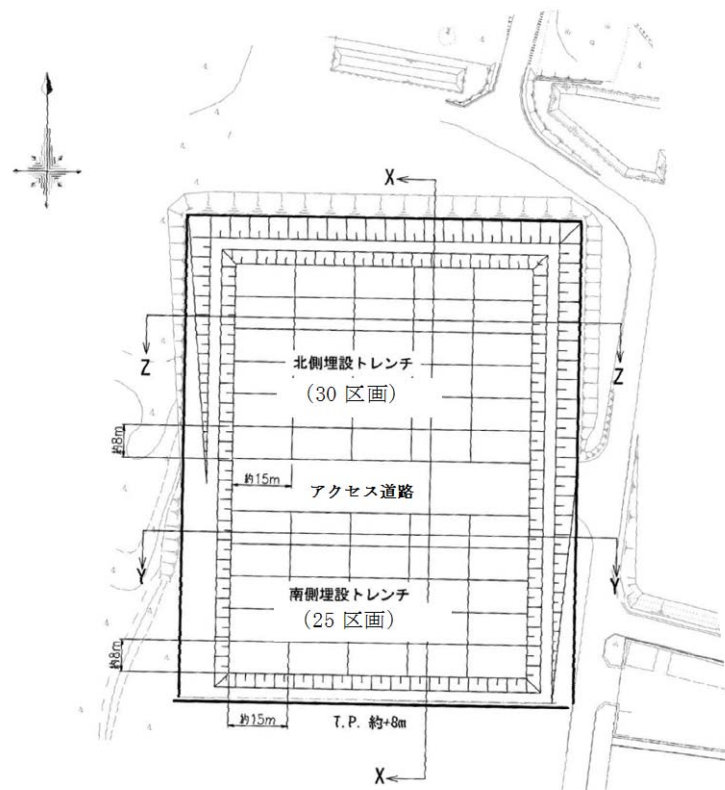 X
Z
Z
北側埋設トレンチ
(30 区画)
約8m
約15m
アクセス道路
Y
Y
南側埋設トレンチ
(25 区画)
約8m
約15m
T.P. 約+8m
X